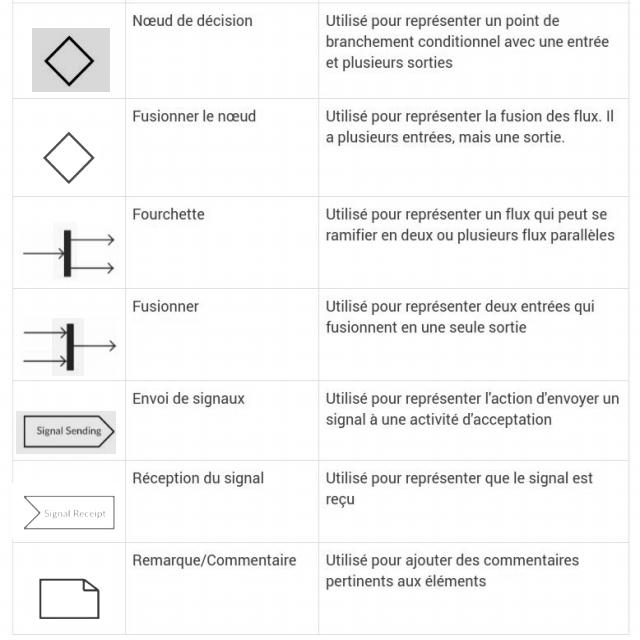 Nœud de décision
Utilisé pour représenter un point de
branchement conditionnel avec une entrée
et plusieurs sorties
Fusionner le nœud
Utilisé pour représenter la fusion des flux. Il
a plusieurs entrées, mais une sortie.
Fourchette
Utilisé pour représenter un flux qui peut se
ramifier en deux ou plusieurs flux parallèles
Fusionner
Utilisé pour représenter deux entrées qui
fusionnent en une seule sortie
Signal Sending
Envoi de signaux
Utilisé pour représenter l'action d'envoyer un
signal à une activité d'acceptation
Signal Receipt
Réception du signal
Utilisé pour représenter que le signal est
reçu
Remarque/Commentaire
Utilisé pour ajouter des commentaires
pertinents aux éléments